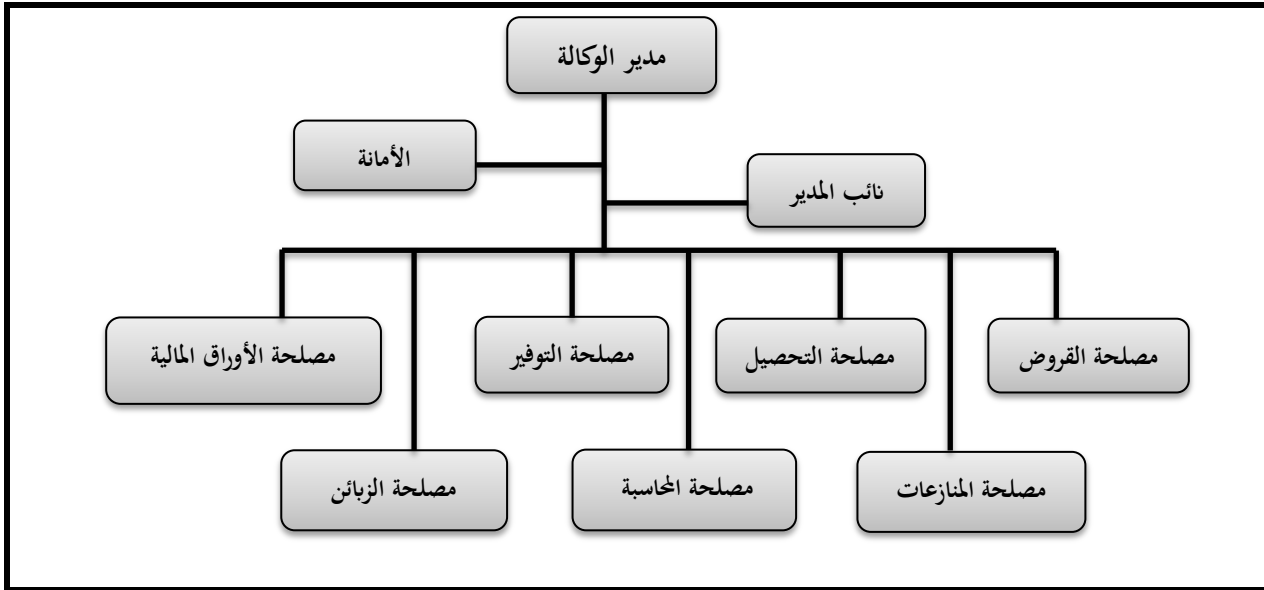 مدير الوكالة
الأمانة
نائب المدير
مصلحة القروض
مصلحة التحصيل
مصلحة التوفير
مصلحة الأوراق المالية
مصلحة المنازعات
مصلحة المحاسبة
مصلحة الزبائن